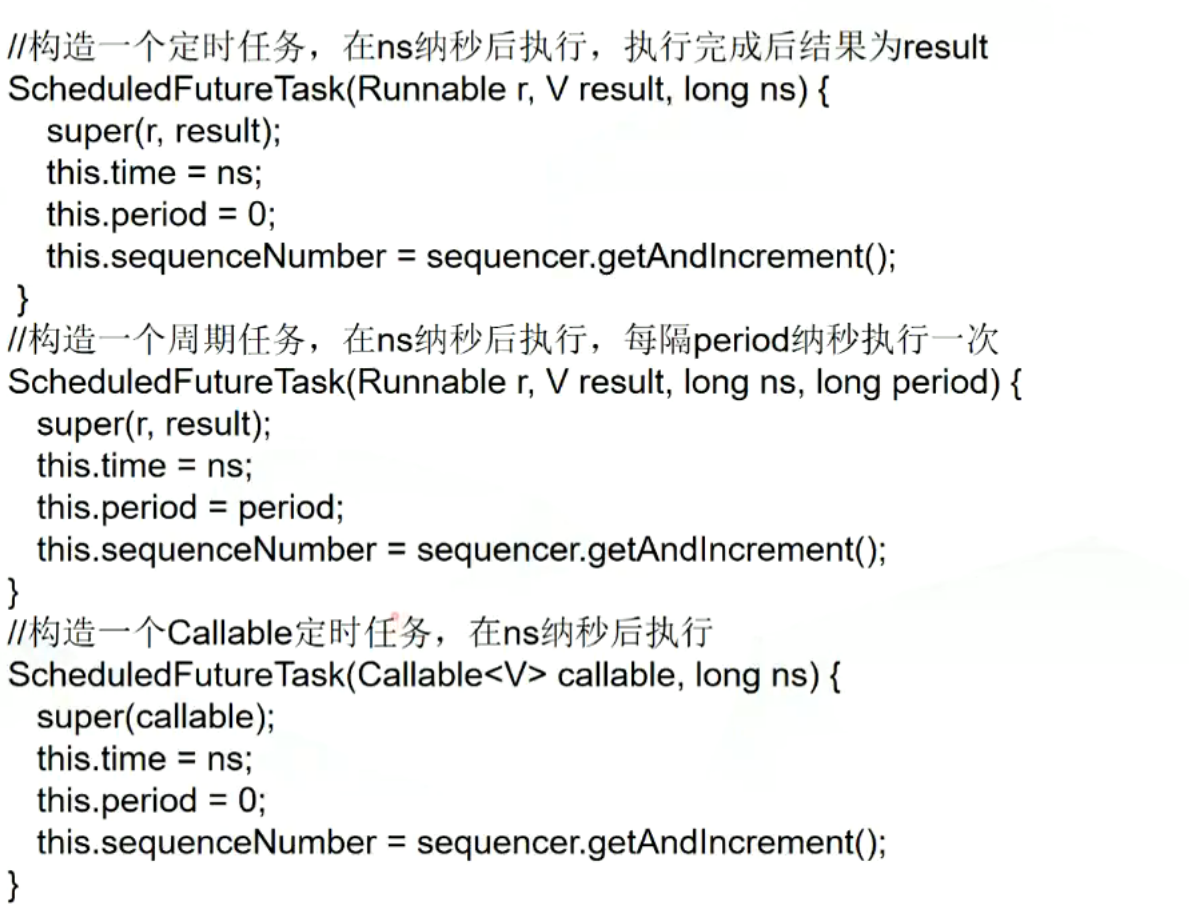 //构造一个定时任务，在ns纳秒后执行，执行完成后结果为result
ScheduledFutureTask(Runnable r, V result, long ns) {
super(r, result);
this.time = ns;
this.period = 0;
this.sequenceNumber = sequencer.getAndIncrement();
}
//构造一个周期任务，在ns纳秒后执行，每隔period纳秒执行一次
ScheduledFutureTask(Runnable r, V result, long ns, long period) {
super(r, result);
this.time = ns;
this.period = period;
this.sequenceNumber = sequencer.getAndIncrement();
}
//构造一个Callable定时任务，在ns纳秒后执行
ScheduledFutureTask(Callable<V> callable, long ns) {
super(callable);
this.time = ns;
this.period = 0;
this.sequenceNumber = sequencer.getAndIncrement();
}